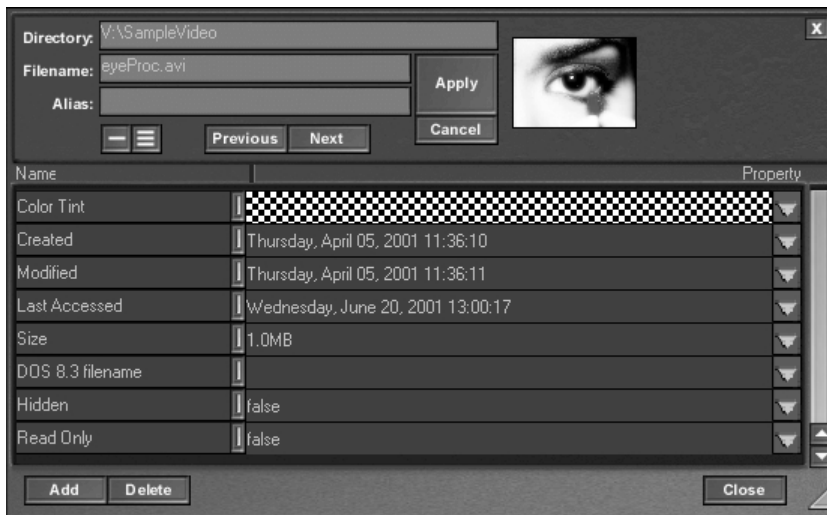 Directory: V:\SampleVideo
X
Filename: eyeProc.avi
Apply
Alias:
Cancel
Previous Next
Name Property
Color Tint
Created Thursday, April 05, 2001 11:36:10
Modified Thursday, April 05, 2001 11:36:11
Last Accessed Wednesday, June 20, 2001 13:00:17
Size 1.0MB
DOS 8.3 filename
Hidden false
Read Only false
Add Delete Close